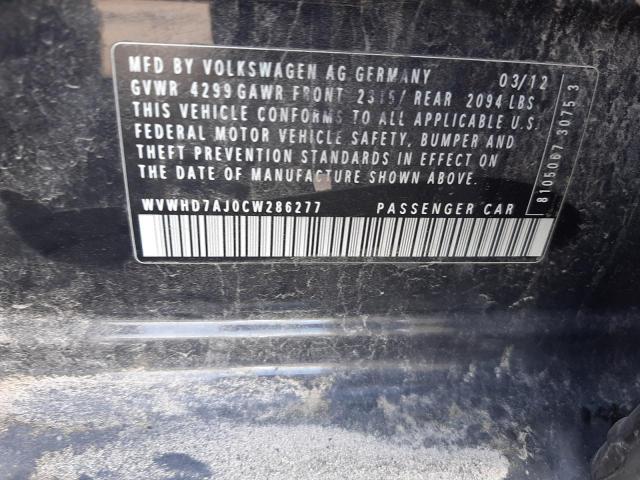 MFD BY VOLKSWAGEN AG GERMANY 03/12
GVWR 4299 GAWR FRONT 2315/ REAR 2094 LBS.
THIS VEHICLE CONFORMS TO ALL APPLICABLE U.S.
FEDERAL MOTOR VEHICLE SAFETY, BUMPER AND
THEFT PREVENTION STANDARDS IN EFFECT ON
THE DATE OF MANUFACTURE SHOWN ABOVE.
WVWHD7AJ0CW286277 PASSENGER CAR
8105067 3075 3